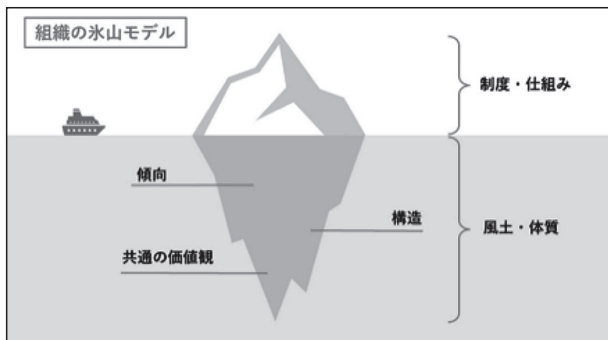 組織の氷山モデル
制度・仕組み
傾向
構造
風土・体質
共通の価値観